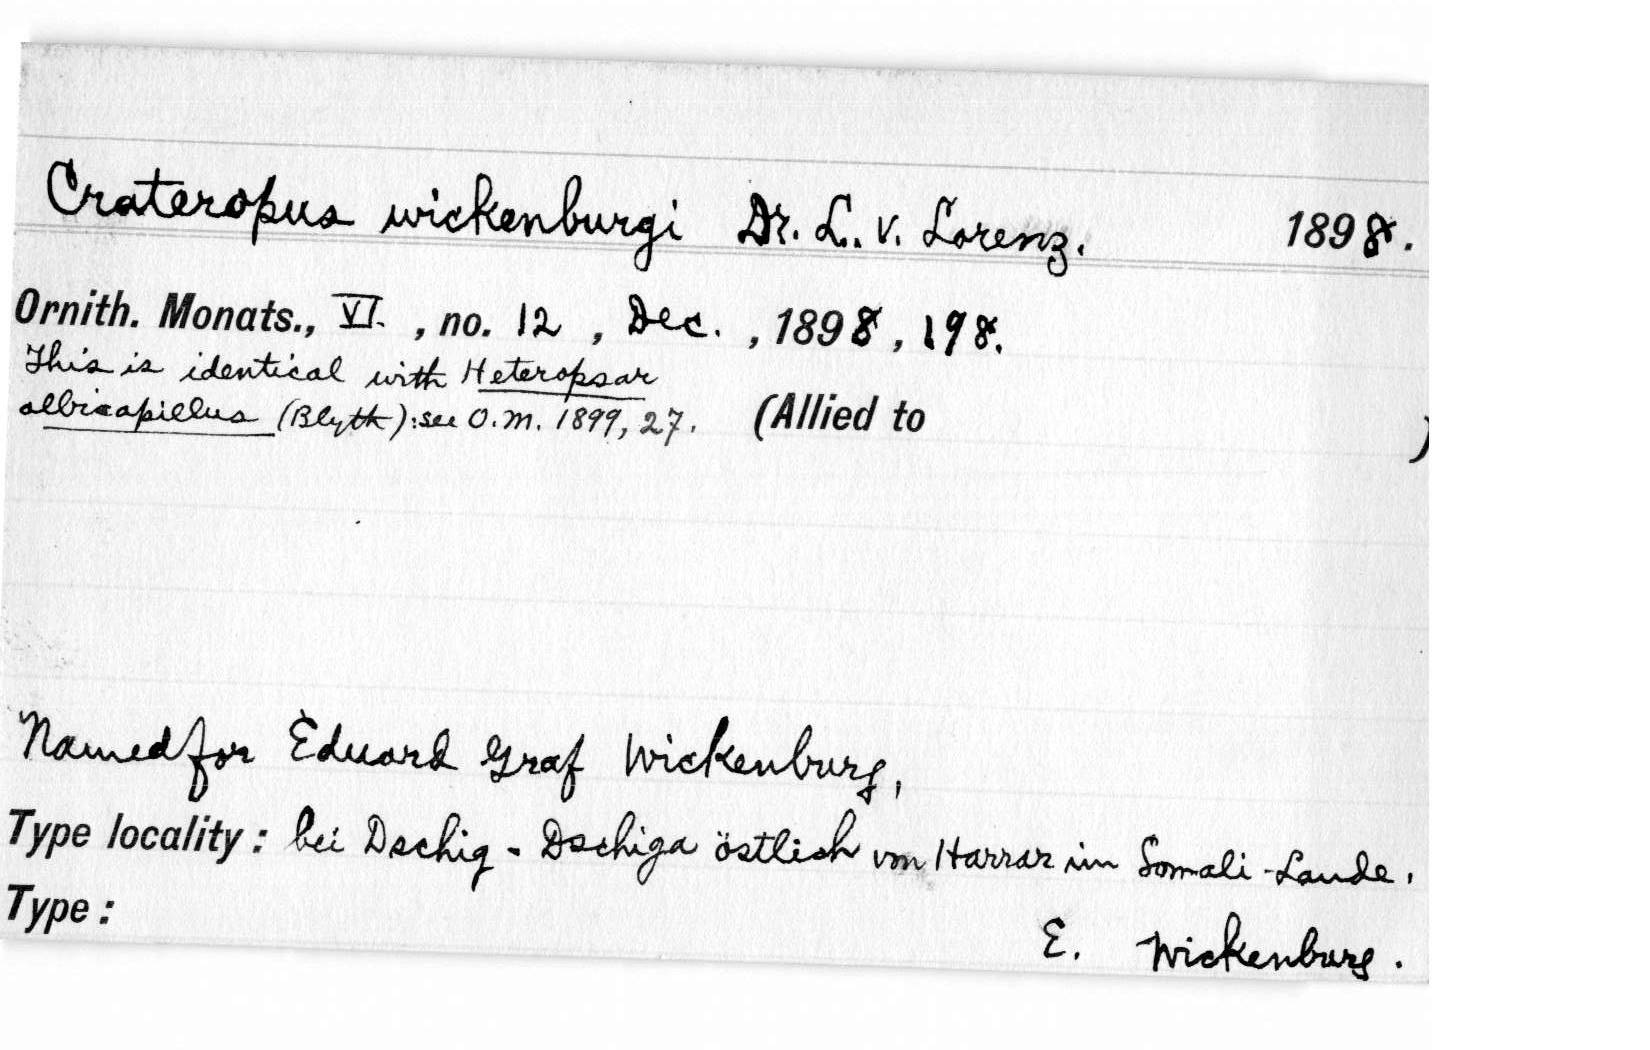 Crateropus wickenburgi Dr. L. v. Lorenz. 1898.
Ornith. Monats., VI. , no. 12 , Dec. , 1898 , 198.
This is identical with Heteropsar
albicapillus (Blyth): see O.M. 1899, 27. (Allied to )
Named for Eduard Graf Wickenburg,
Type locality : bei Dschig - Dschiga östlich von Harrar im Somali-Lande.
Type : E. Wickenburg.